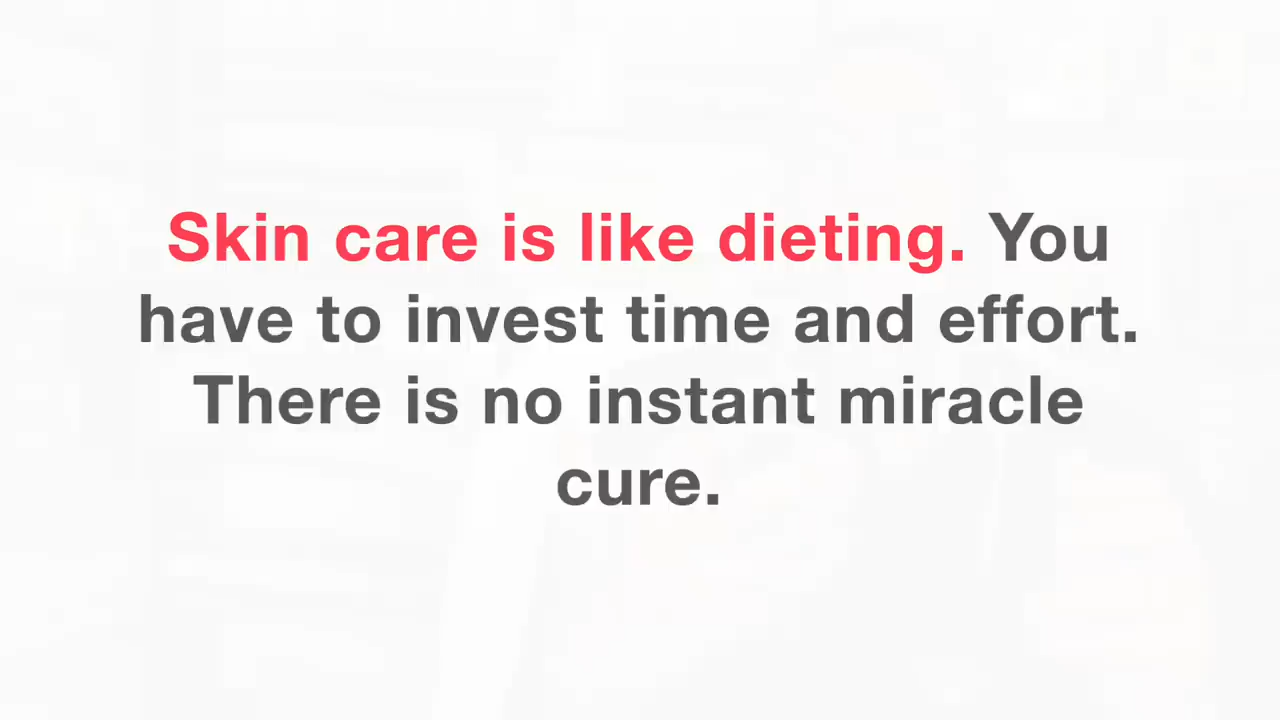 Skin care is like dieting. You
have to invest time and effort.
There is no instant miracle
cure.